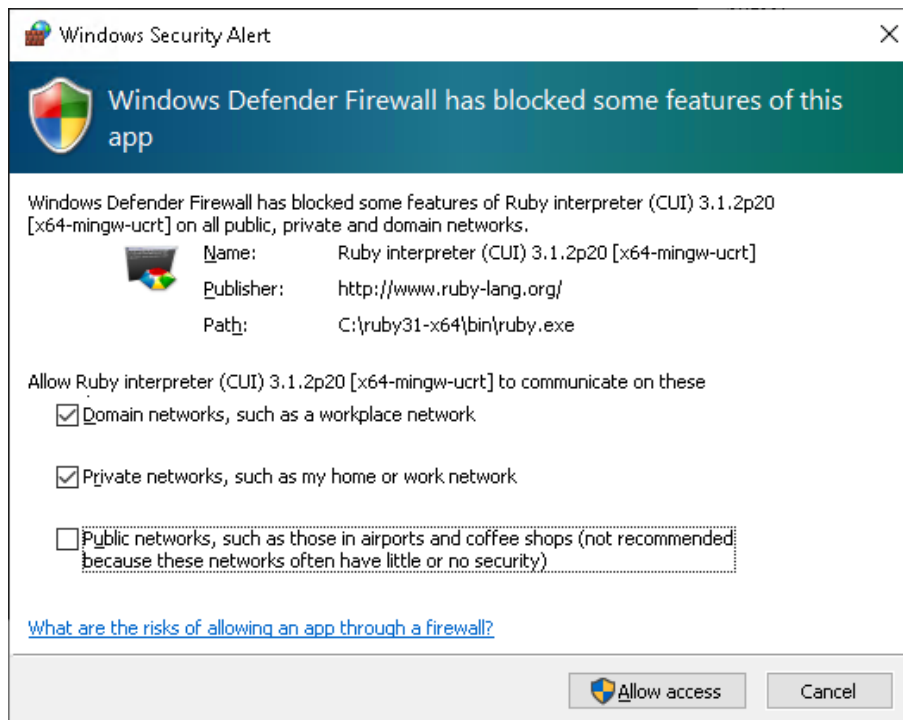 Windows Security Alert
Windows Defender Firewall has blocked some features of this
app
Windows Defender Firewall has blocked some features of Ruby interpreter (CUI) 3.1.2p20
[x64-mingw-ucrt] on all public, private and domain networks.
Name: Ruby interpreter (CUI) 3.1.2p20 [x64-mingw-ucrt]
Publisher: http://www.ruby-lang.org/
Path: C:\ruby31-x64\bin\ruby.exe
Allow Ruby interpreter (CUI) 3.1.2p20 [x64-mingw-ucrt] to communicate on these
Domain networks, such as a workplace network
Private networks, such as my home or work network
Public networks, such as those in airports and coffee shops (not recommended
because these networks often have little or no security)
What are the risks of allowing an app through a firewall?
Allow access Cancel